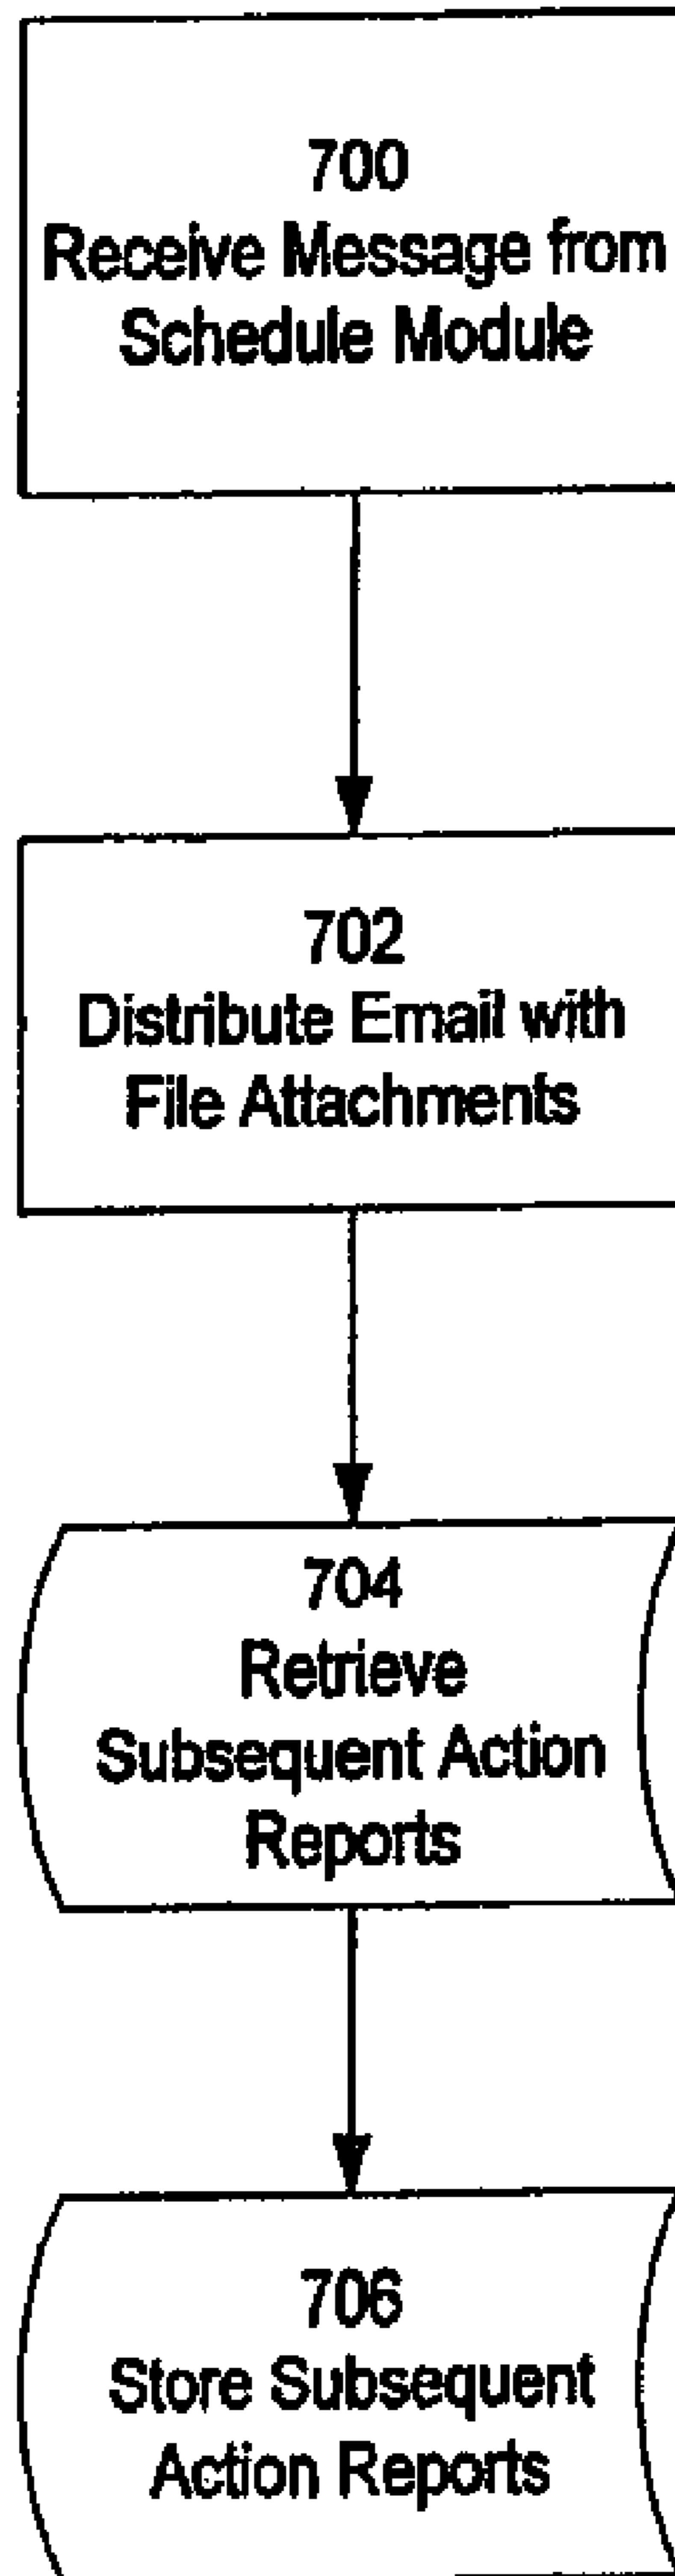 700
Receive Message from
Schedule Module
702
Distribute Email with
File Attachments
704
Retrieve
Subsequent Action
Reports
706
Store Subsequent
Action Reports